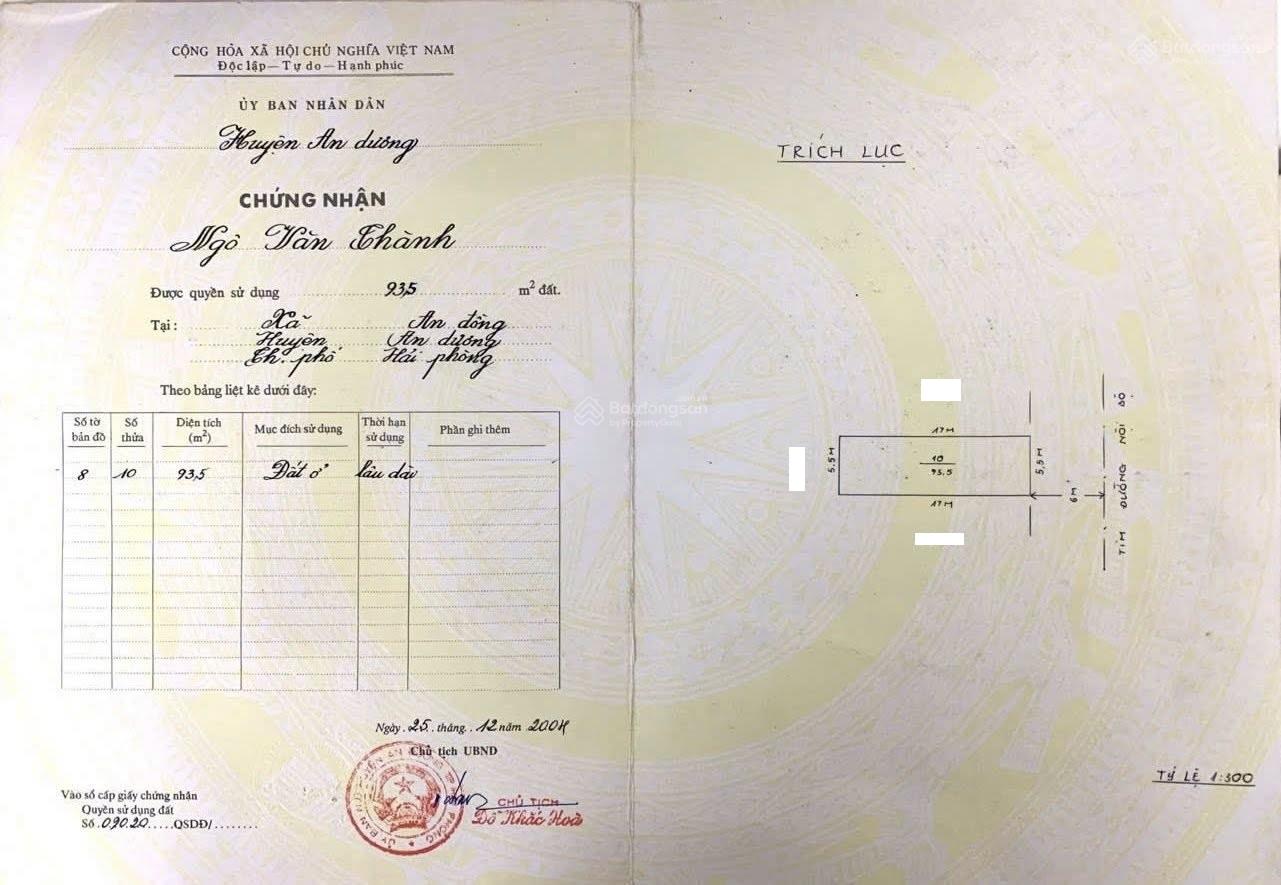 CỘNG HÒA XÃ HỘI CHỦ NGHĨA VIỆT NAM
Độc lập — Tự do — Hạnh phúc
ỦY BAN NHÂN DÂN
Huyện An dương
CHỨNG NHẬN
Ngô Văn Thành
Được quyền sử dụng 93,5 m² đất.
Tại : Xã An đồng
Huyện An dương
Th. phố Hải phòng
Theo bảng liệt kê dưới đây:
Số tờ bản đồ Số thửa Diện tích (m²) Mục đích sử dụng Thời hạn sử dụng Phần ghi thêm
8 10 93,5 Đất ở lâu dài
Ngày 25 tháng 12 năm 2004
Chủ tịch UBND
CHỦ TỊCH
Đỗ Khắc Hoà
Vào sổ cấp giấy chứng nhận
Quyền sử dụng đất
Số 09020 QSDĐ/
TRÍCH LỤC
17M
5.5M
10
93.5
5,5M
17M
6M
TIM ĐƯỜNG NỘI BỘ
TỶ LỆ 1:300
Batdongsan
by PropertyGuru
Batdongsan